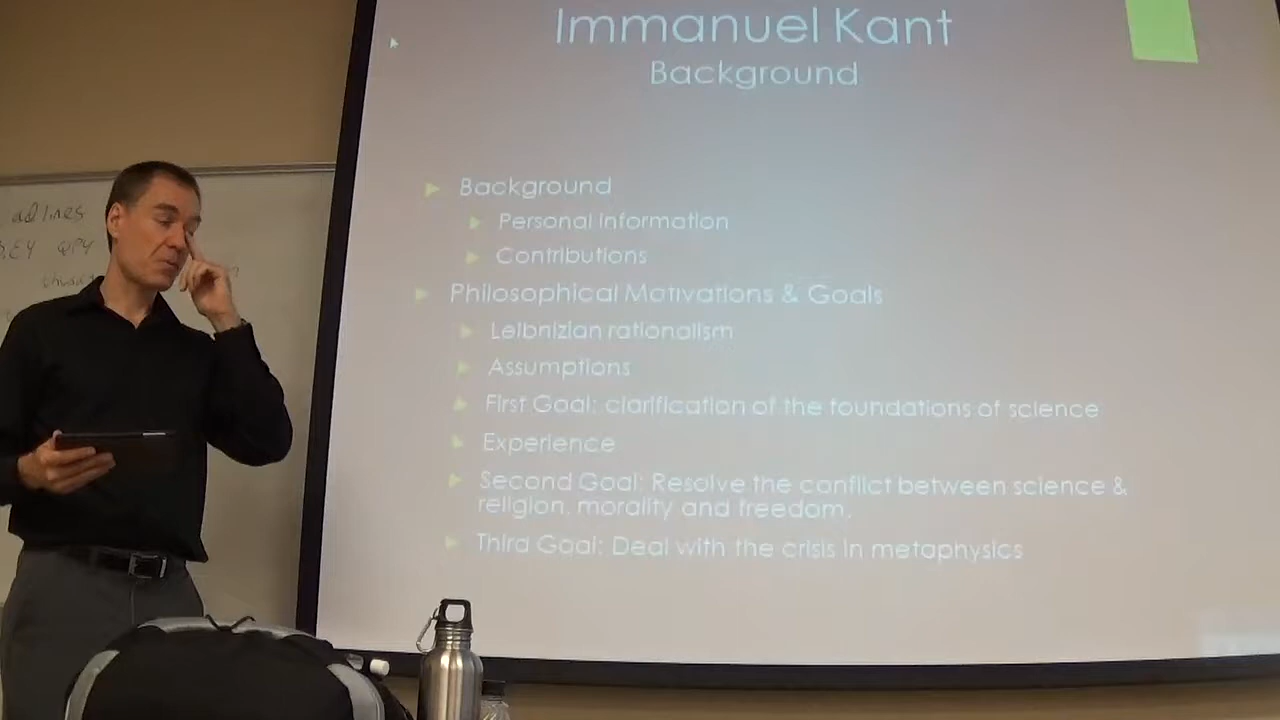 Immanuel Kant
Background
Background
Personal Information
Contributions
Philosophical Motivations & Goals
Leibnizian rationalism
Assumptions
First Goal: clarification of the foundations of science
Experience
Second Goal: Resolve the conflict between science &
religion, morality and freedom.
Third Goal: Deal with the crisis in metaphysics